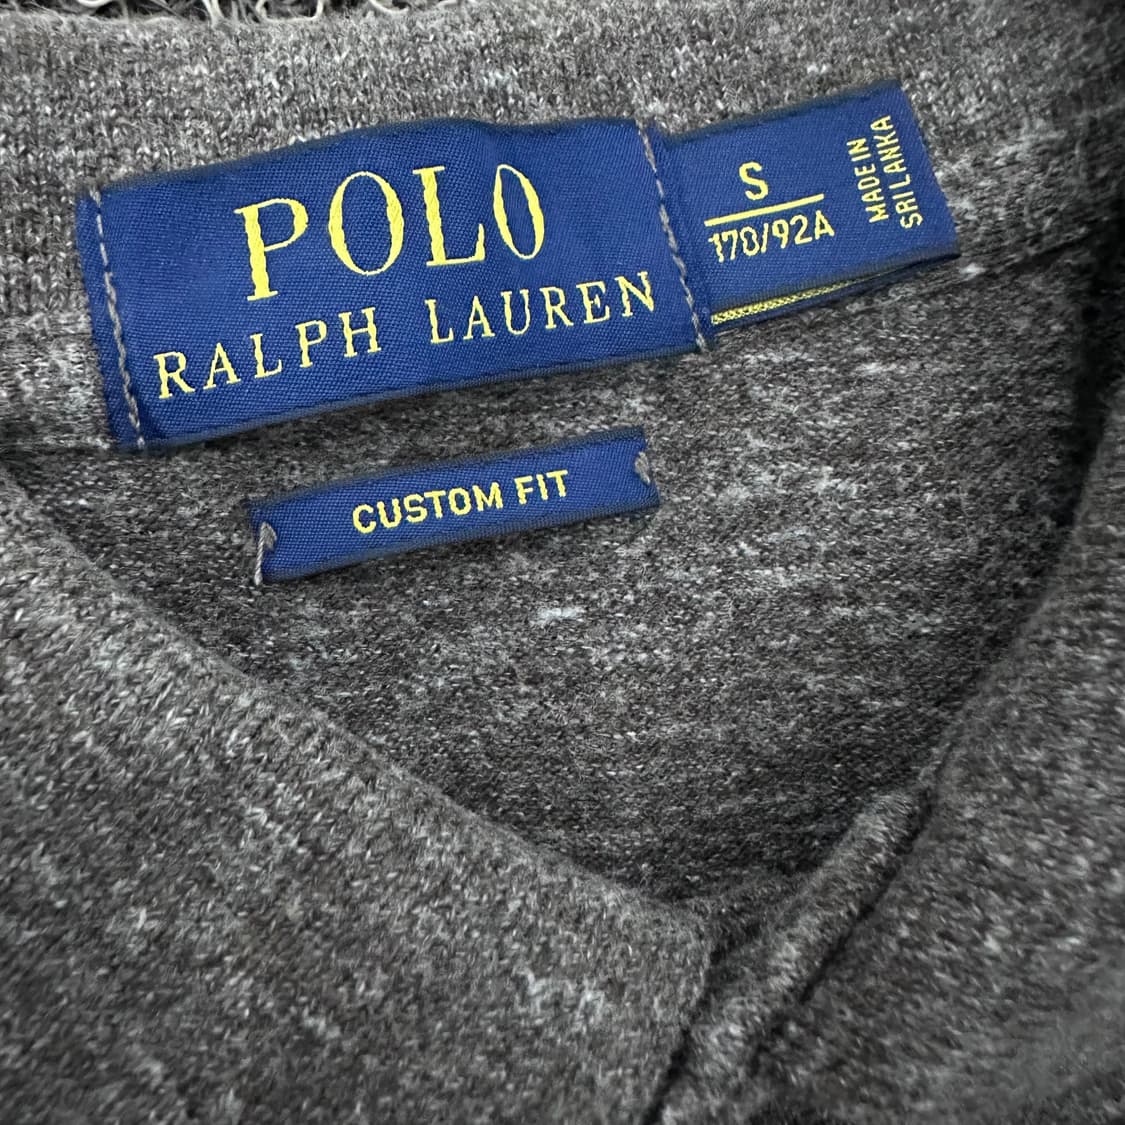 POLO
RALPH LAUREN
S
170/92A
MADE IN
SRI LANKA
CUSTOM FIT